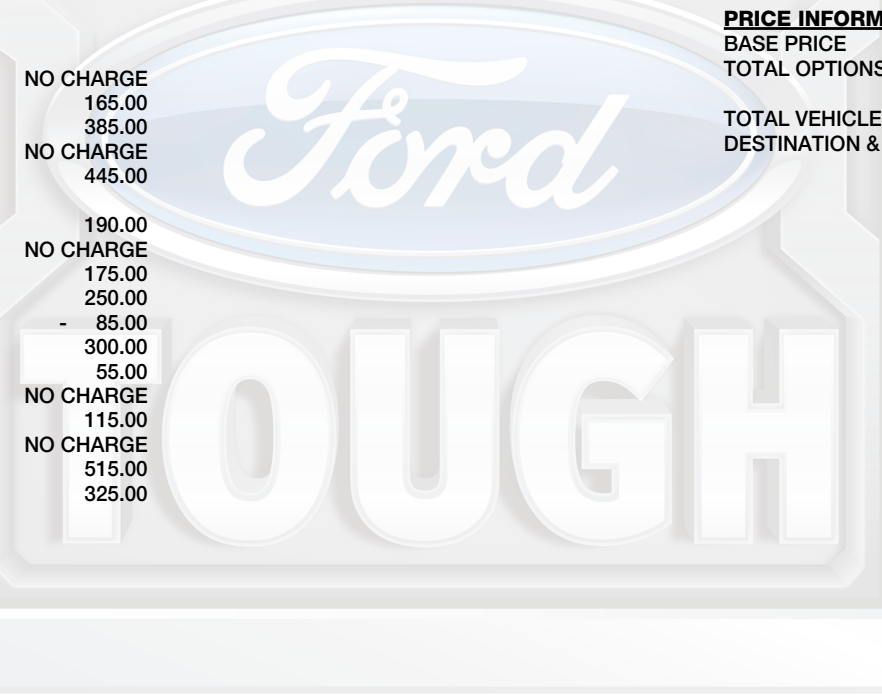 PRICE INFORM
BASE PRICE
TOTAL OPTIONS
TOTAL VEHICLE
DESTINATION &
NO CHARGE
165.00
385.00
NO CHARGE
445.00
190.00
NO CHARGE
175.00
250.00
- 85.00
300.00
55.00
NO CHARGE
115.00
NO CHARGE
515.00
325.00
Ford
TOUGH